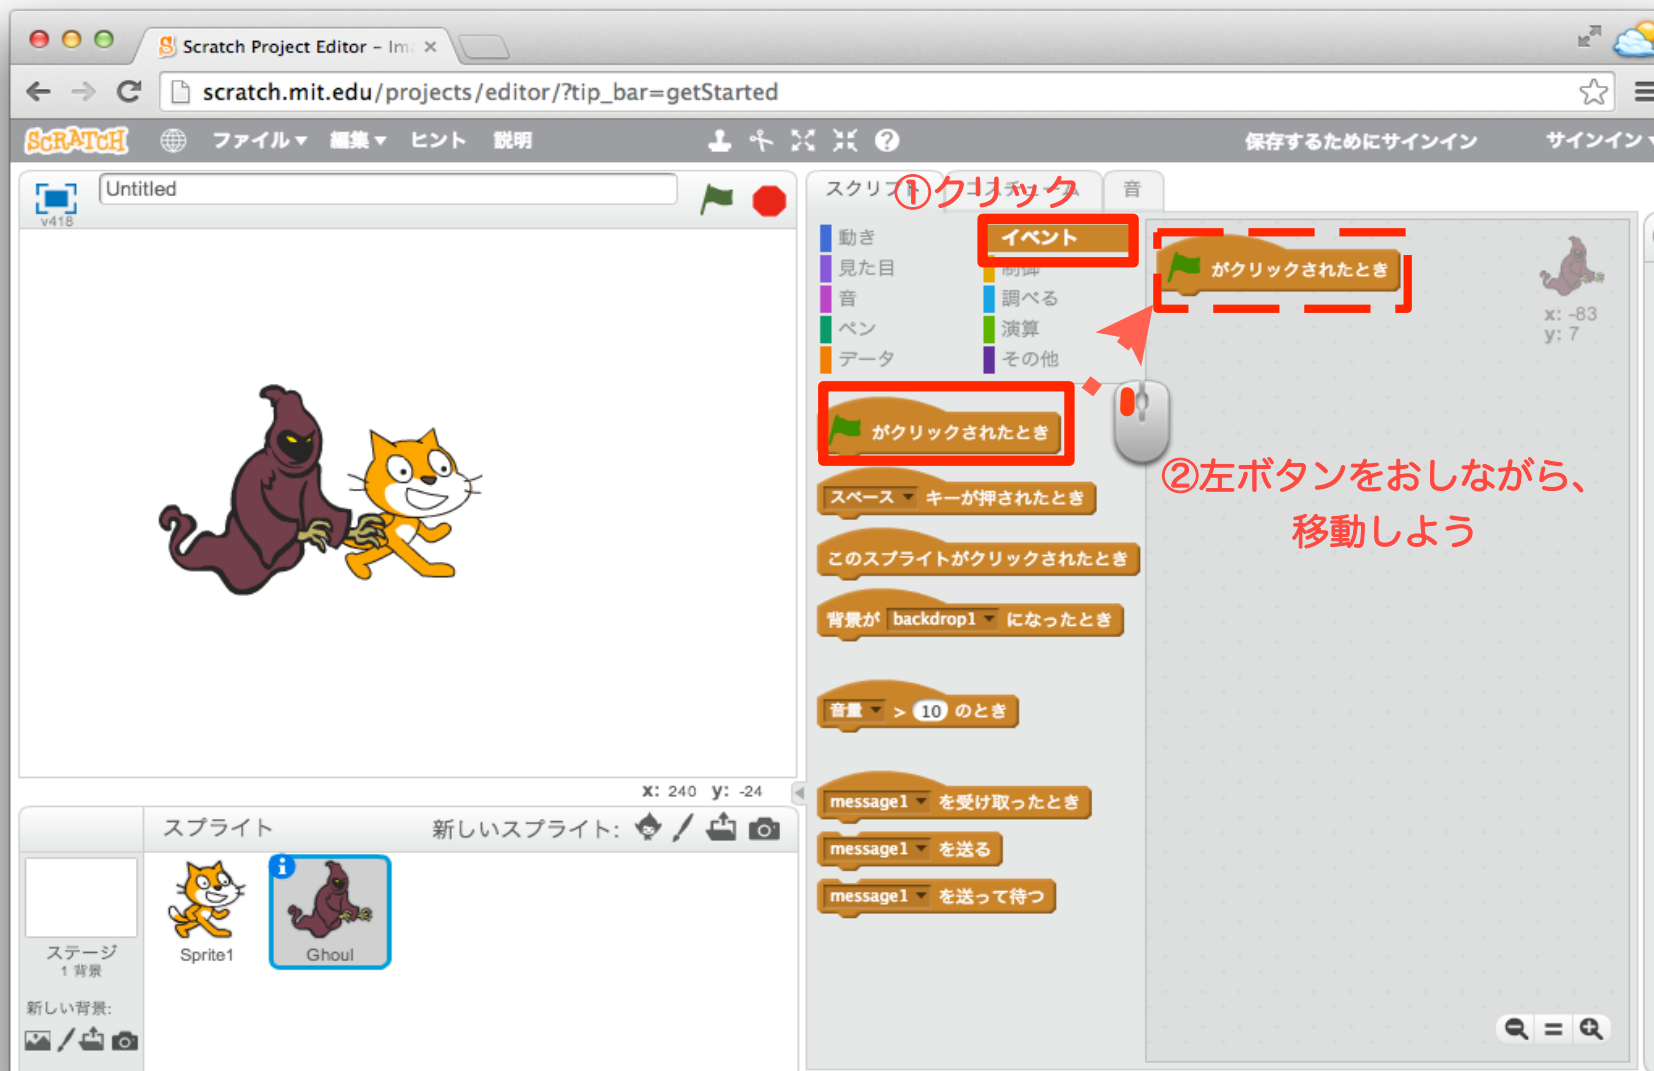 Scratch Project Editor – Im
scratch.mit.edu/projects/editor/?tip_bar=getStarted
SCRATCH ファイル 編集 ヒント 説明 保存するためにサインイン サインイン
Untitled
v418
スクリプト コスチューム 音
①クリック
動き イベント
見た目 制御
音 調べる
ペン 演算
データ その他
がクリックされたとき
x: -83
y: 7
がクリックされたとき
②左ボタンをおしながら、
移動しよう
スペース キーが押されたとき
このスプライトがクリックされたとき
背景が backdrop1 になったとき
音量 > 10 のとき
message1 を受け取ったとき
message1 を送る
message1 を送って待つ
x: 240 y: -24
スプライト 新しいスプライト:
Sprite1 Ghoul
ステージ
1 背景
新しい背景: